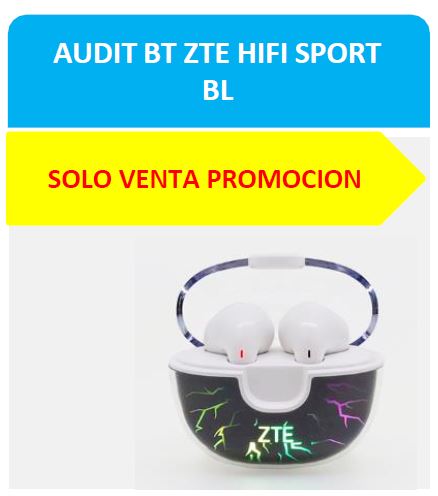 AUDIT BT ZTE HIFI SPORT
BL
SOLO VENTA PROMOCION
ZTE